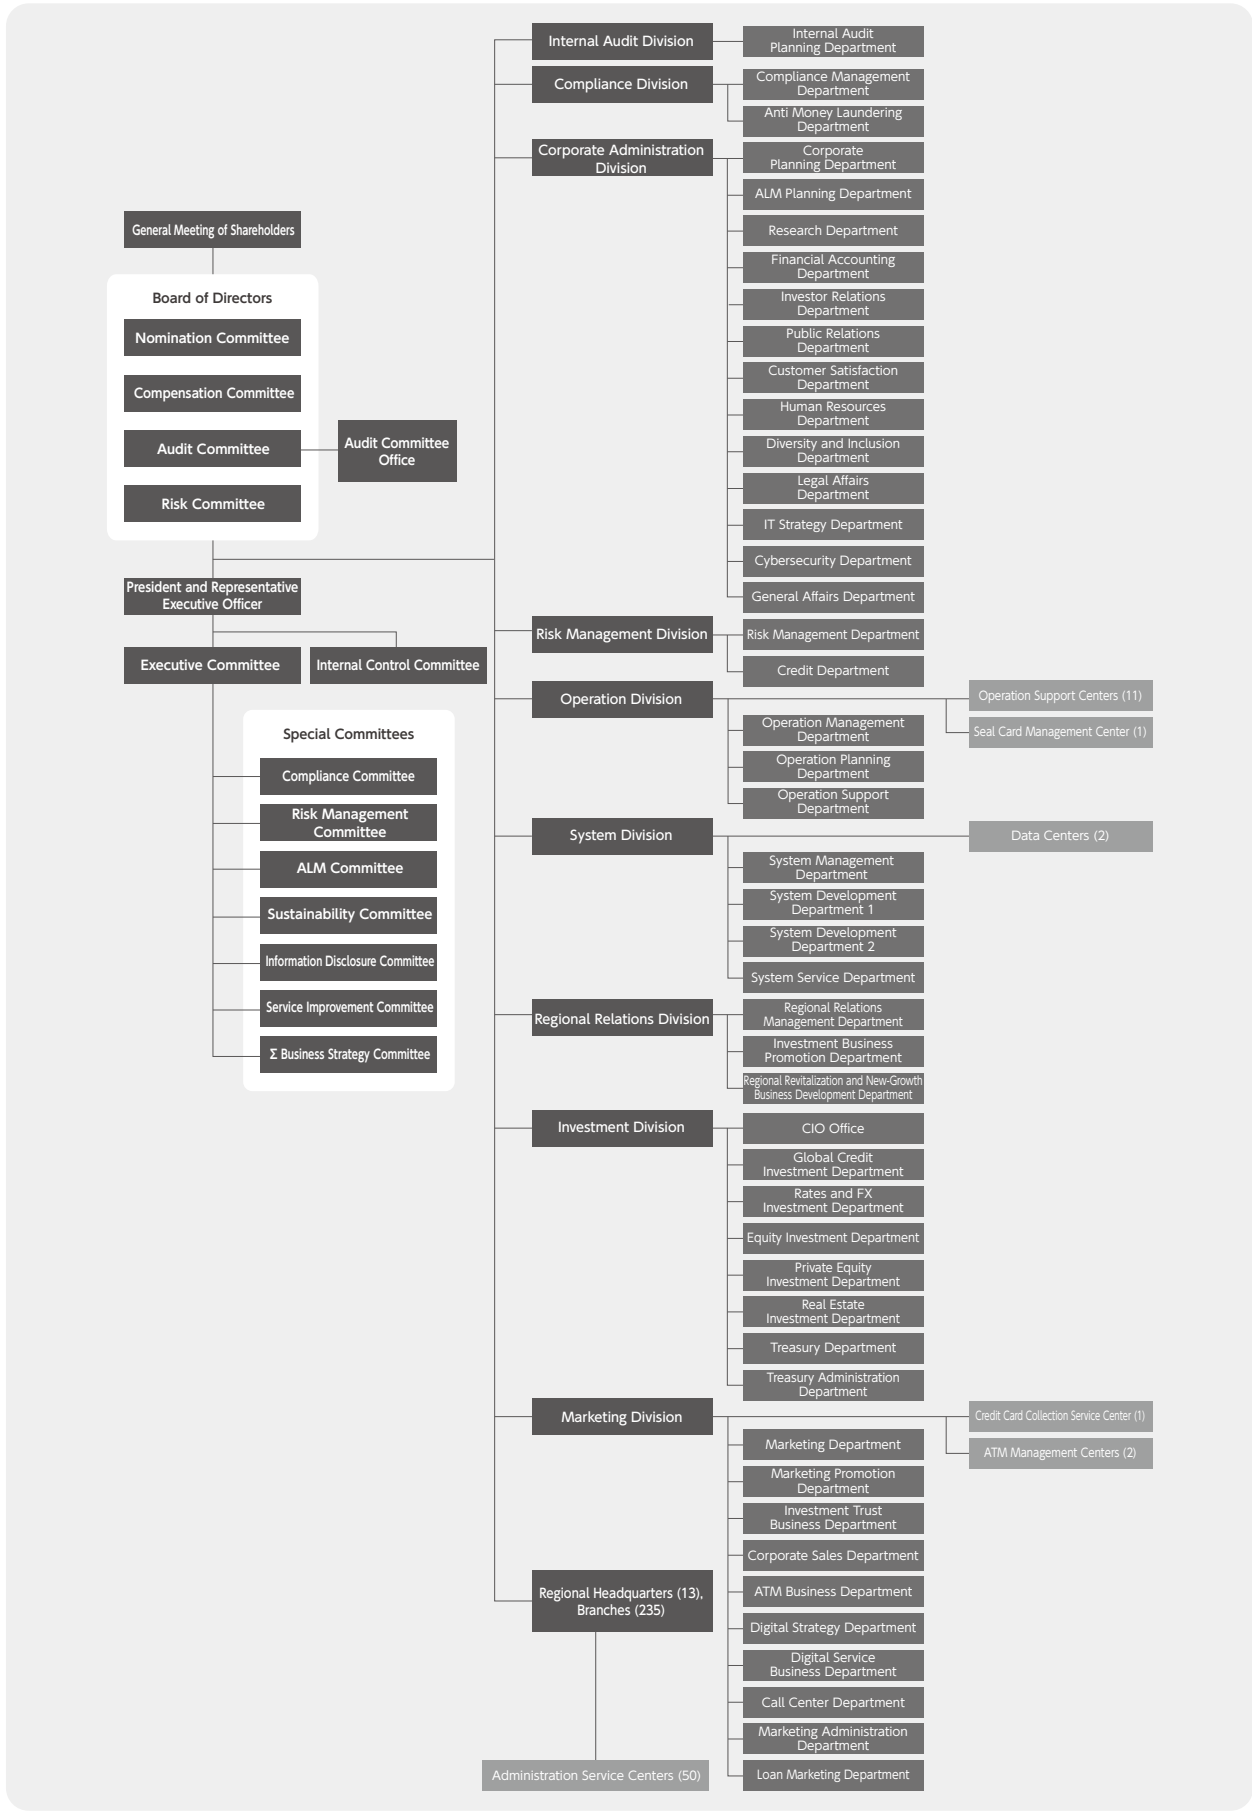 General Meeting of Shareholders
Board of Directors
Nomination Committee
Compensation Committee
Audit Committee
Audit Committee
Office
Risk Committee
President and Representative
Executive Officer
Executive Committee
Internal Control Committee
Special Committees
Compliance Committee
Risk Management
Committee
ALM Committee
Sustainability Committee
Information Disclosure Committee
Service Improvement Committee
Σ Business Strategy Committee
Internal Audit Division
Internal Audit
Planning Department
Compliance Division
Compliance Management
Department
Anti Money Laundering
Department
Corporate Administration
Division
Corporate
Planning Department
ALM Planning Department
Research Department
Financial Accounting
Department
Investor Relations
Department
Public Relations
Department
Customer Satisfaction
Department
Human Resources
Department
Diversity and Inclusion
Department
Legal Affairs
Department
IT Strategy Department
Cybersecurity Department
General Affairs Department
Risk Management Division
Risk Management Department
Credit Department
Operation Division
Operation Support Centers (11)
Seal Card Management Center (1)
Operation Management
Department
Operation Planning
Department
Operation Support
Department
System Division
Data Centers (2)
System Management
Department
System Development
Department 1
System Development
Department 2
System Service Department
Regional Relations Division
Regional Relations
Management Department
Investment Business
Promotion Department
Regional Revitalization and New-Growth
Business Development Department
Investment Division
CIO Office
Global Credit
Investment Department
Rates and FX
Investment Department
Equity Investment Department
Private Equity
Investment Department
Real Estate
Investment Department
Treasury Department
Treasury Administration
Department
Marketing Division
Credit Card Collection Service Center (1)
ATM Management Centers (2)
Marketing Department
Marketing Promotion
Department
Investment Trust
Business Department
Corporate Sales Department
ATM Business Department
Digital Strategy Department
Digital Service
Business Department
Call Center Department
Marketing Administration
Department
Loan Marketing Department
Regional Headquarters (13),
Branches (235)
Administration Service Centers (50)